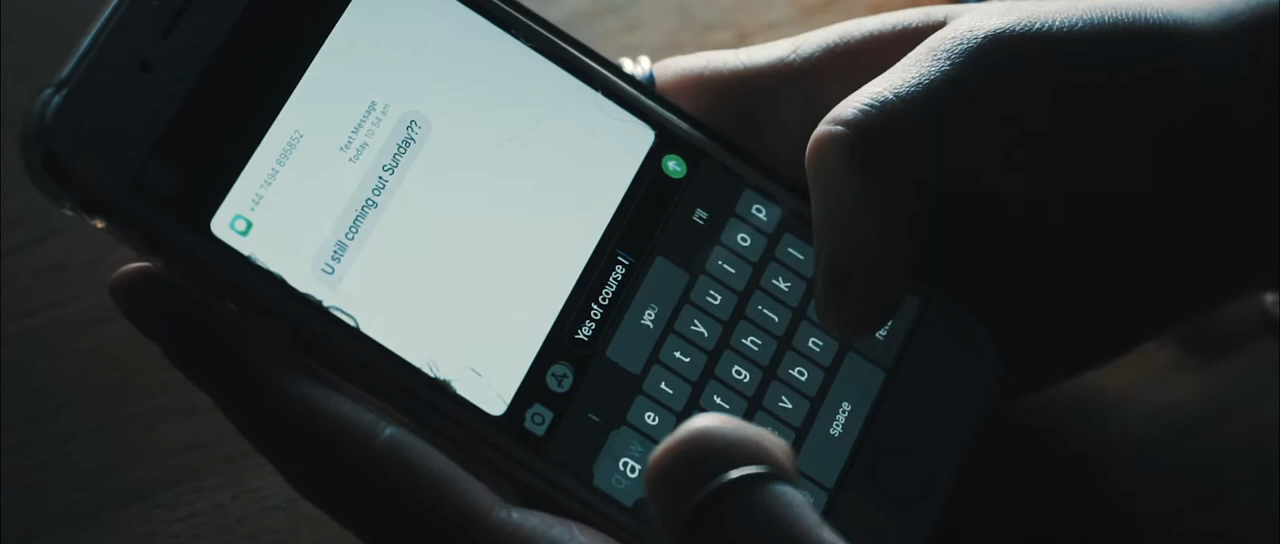 +44 7494 895852
Text Message
Today 10:54 am
U still coming out Sunday??
Yes of course I
I
you
I'll
q w e r t y u i o p
a f g h j k l
v b n
space